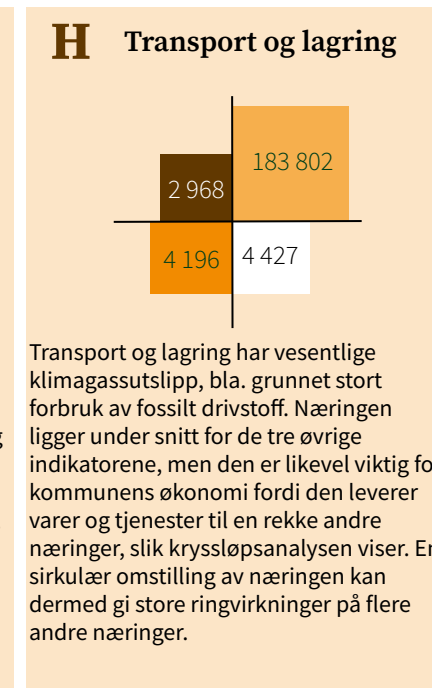 H Transport og lagring
183 802
2 968
4 196 4 427
Transport og lagring har vesentlige
klimagassutslipp, bla. grunnet stort
forbruk av fossilt drivstoff. Næringen
ligger under snitt for de tre øvrige
indikatorene, men den er likevel viktig fo
kommunens økonomi fordi den leverer
varer og tjenester til en rekke andre
næringer, slik kryssløpsanalysen viser. En
sirkulær omstilling av næringen kan
dermed gi store ringvirkninger på flere
andre næringer.